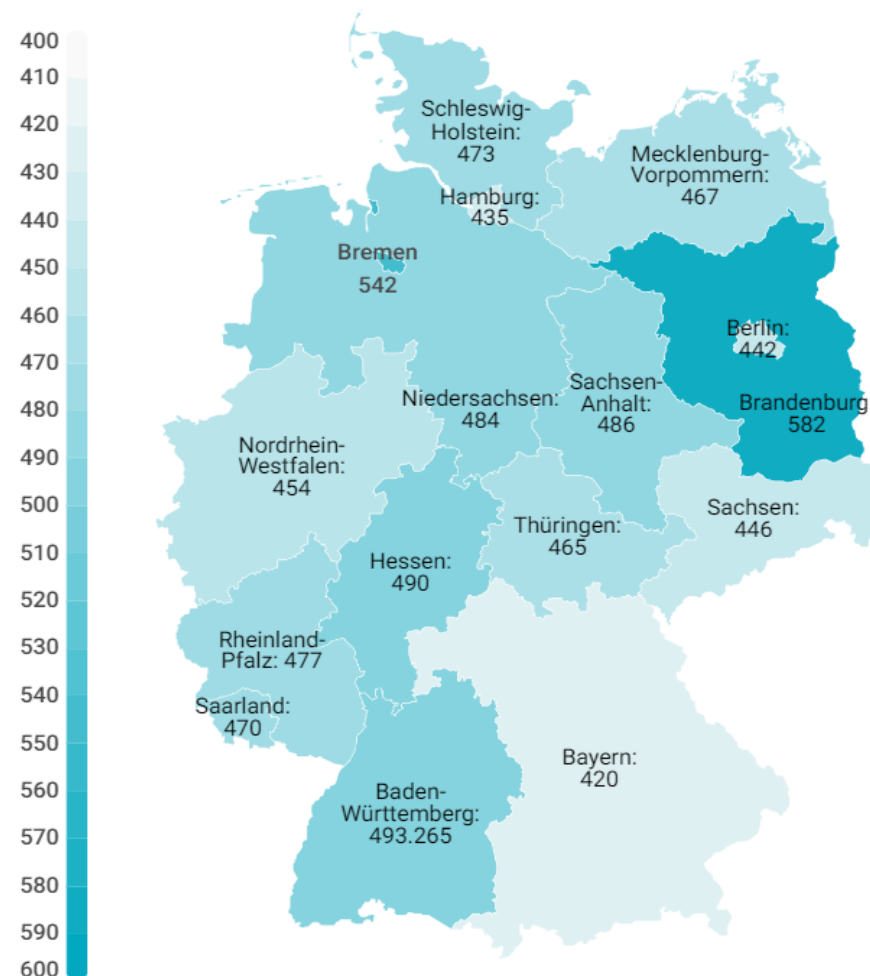 400
410
420
430
440
450
460
470
480
490
500
510
520
530
540
550
560
570
580
590
600
Schleswig-
Holstein:
473
Mecklenburg-
Vorpommern:
467
Hamburg:
435
Bremen
542
Berlin:
442
Brandenburg
582
Niedersachsen:
484
Sachsen-
Anhalt:
486
Nordrhein-
Westfalen:
454
Sachsen:
446
Thüringen:
465
Hessen:
490
Rheinland-
Pfalz: 477
Saarland:
470
Bayern:
420
Baden-
Württemberg:
493.265